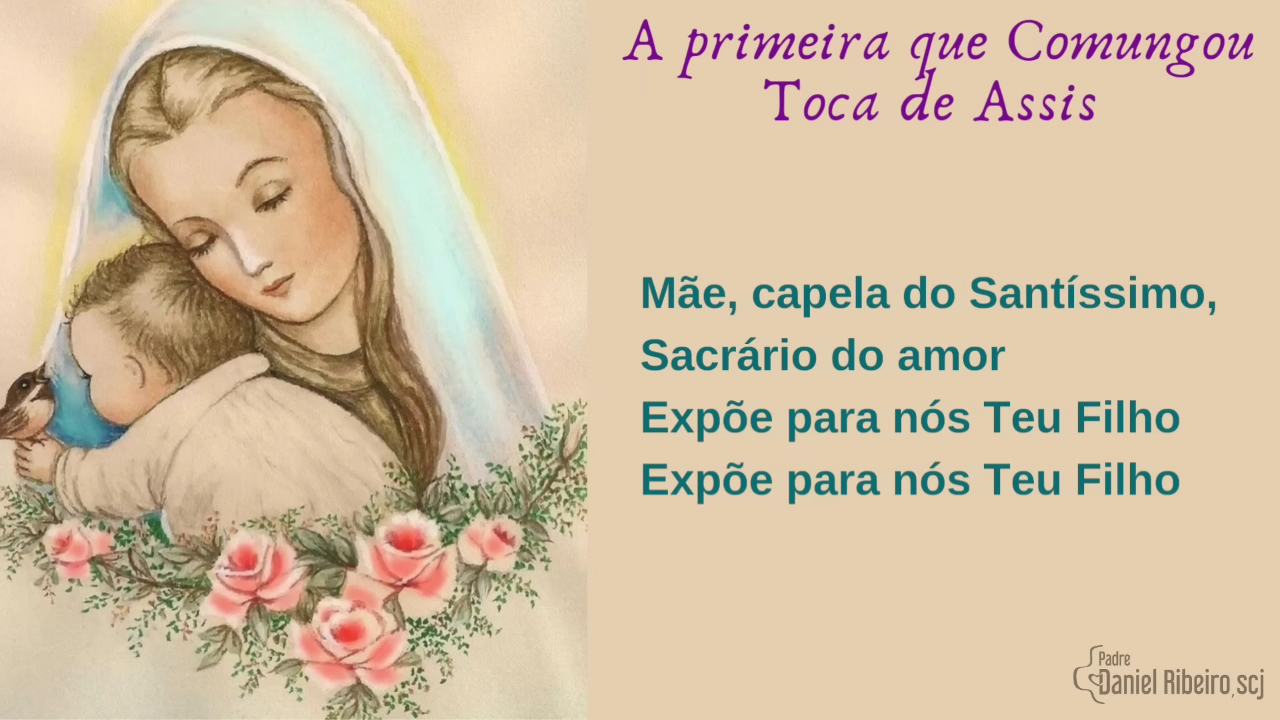 A primeira que Comungou
Toca de Assis
Mãe, capela do Santíssimo,
Sacrário do amor
Expõe para nós Teu Filho
Expõe para nós Teu Filho
Padre
Daniel Ribeiro, scj